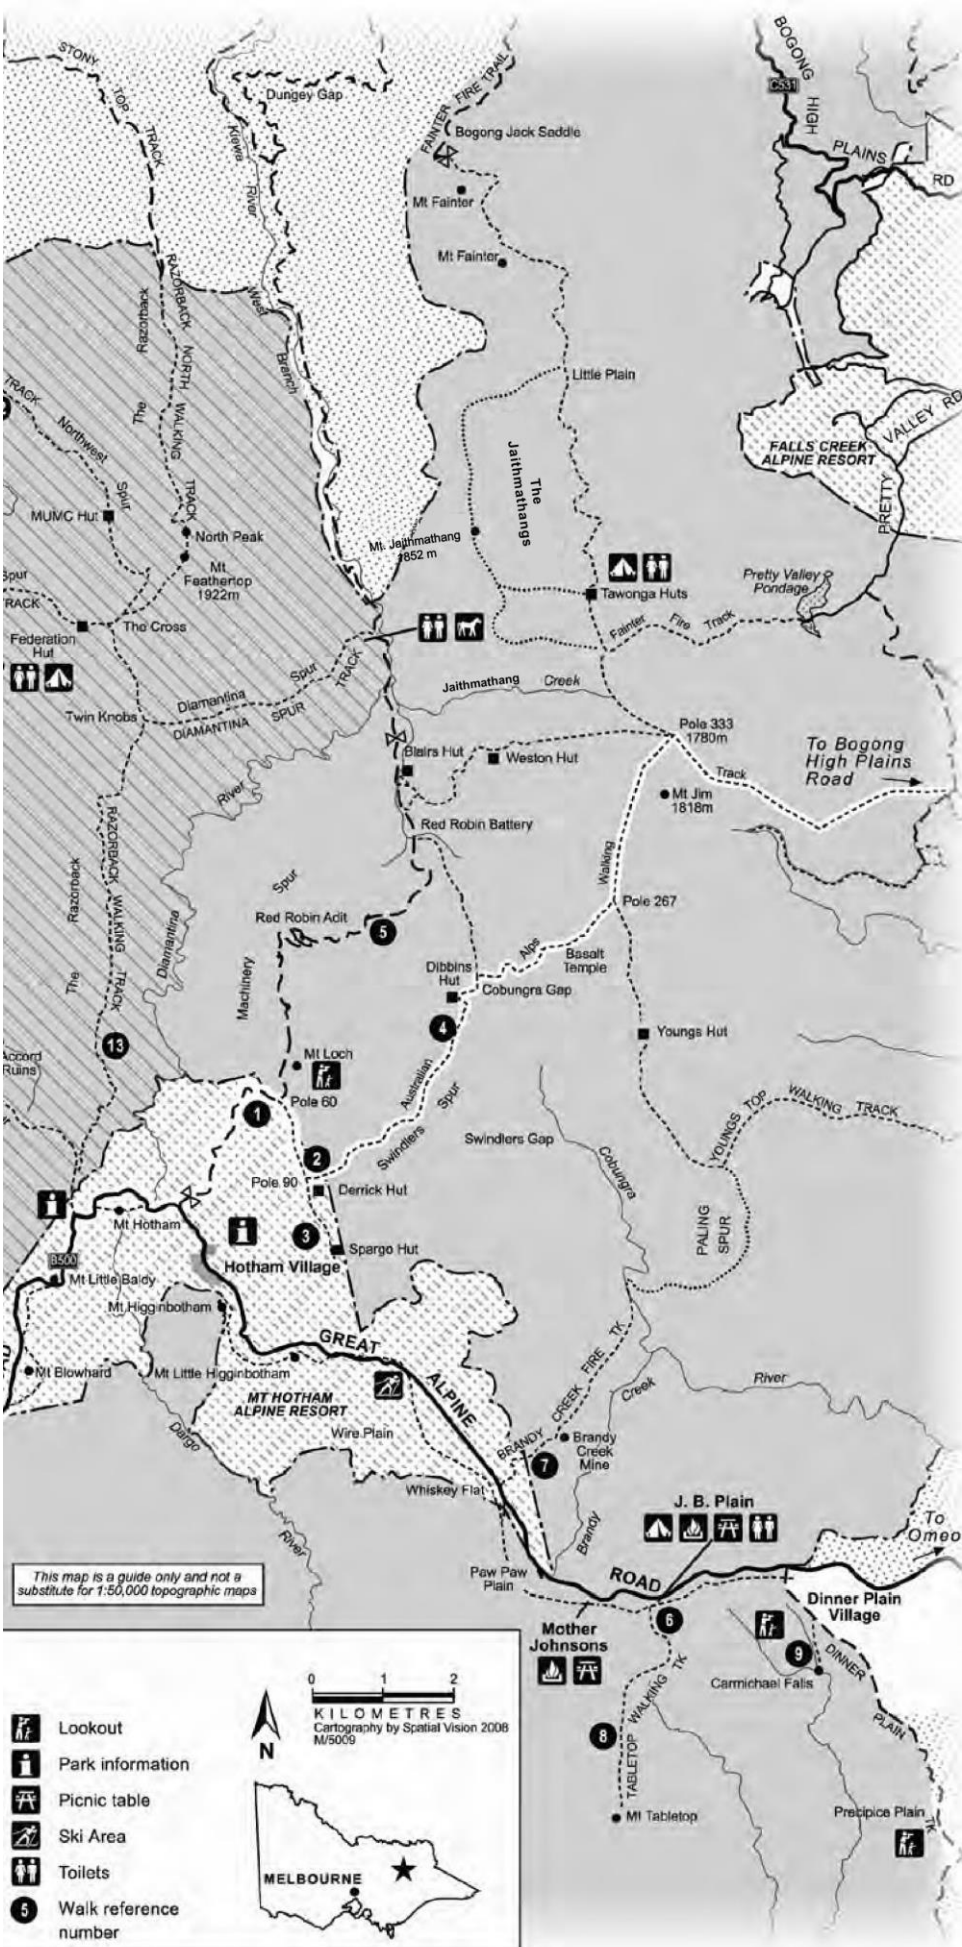 STONY
TOP
TRACK
Dungey Gap
Kiewa
River
West
Branch
FAINTER FIRE TRAIL
Bogong Jack Saddle
Mt Fainter
Mt Fainter
BOGONG
HIGH
PLAINS
RD
C531
The Razorback
RAZORBACK NORTH WALKING TRACK
Little Plain
The
Jaithmathangs
Mt. Jaithmathang
1852 m
FALLS CREEK
ALPINE RESORT
PRETTY
VALLEY RD
TRACK
Northwest
Spur
MUMC Hut
North Peak
Mt
Feathertop
1922m
Spur
TRACK
The Cross
Federation
Hut
Tawonga Huts
Pretty Valley
Pondage
Fainter Fire Track
Diamantina Spur
DIAMANTINA SPUR TRACK
Twin Knobs
Jaithmathang Creek
Pole 333
1780m
To Bogong
High Plains
Road
Blairs Hut
Weston Hut
Track
Mt Jim
1818m
River
Diamantina
Red Robin Battery
RAZORBACK WALKING TRACK
The Razorback
Walking
Pole 267
Spur
Machinery
Red Robin Adit
5
Alps
Basalt
Temple
Dibbins
Hut
Cobungra Gap
4
Youngs Hut
13
Accord
Ruins
Mt Loch
Pole 60
1
Australian
Swindlers Spur
Swindlers Gap
Cobungra
YOUNGS TOP WALKING TRACK
2
Pole 90
Derrick Hut
PALING
SPUR
Mt Hotham
3
Spargo Hut
Hotham Village
B500
Mt Little Baldy
Mt Higginbotham
Mt Blowhard
Mt Little Higginbotham
GREAT
ALPINE
ROAD
MT HOTHAM
ALPINE RESORT
Wire Plain
Dargo
River
BRANDY CREEK FIRE TK
Creek
River
Brandy
Creek
Mine
7
Whiskey Flat
Brandy
J. B. Plain
To
Omeo
This map is a guide only and not a
substitute for 1:50,000 topographic maps
Paw Paw
Plain
Mother
Johnsons
6
Dinner Plain
Village
9
Carmichael Falls
DINNER
PLAIN
TK
TABLETOP WALKING TK
8
Mt Tabletop
Precipice Plain
0 1 2
KILOMETRES
Cartography by Spatial Vision 2008
M/5009
N
Lookout
Park information
Picnic table
Ski Area
Toilets
5 Walk reference
number
MELBOURNE